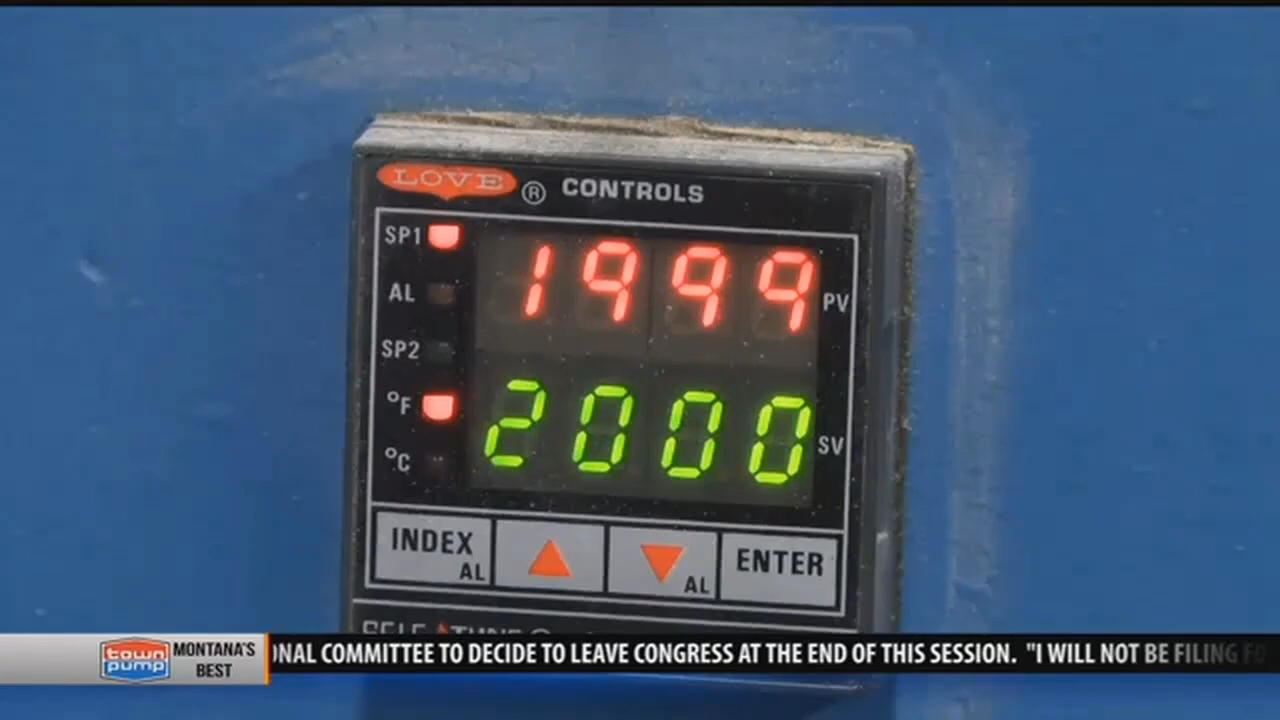 LOVE ® CONTROLS
SP1
1999 PV
AL
SP2
°F
2000 SV
°C
INDEX AL
AL
ENTER
town pump MONTANA'S BEST
ONAL COMMITTEE TO DECIDE TO LEAVE CONGRESS AT THE END OF THIS SESSION. "I WILL NOT BE FILING